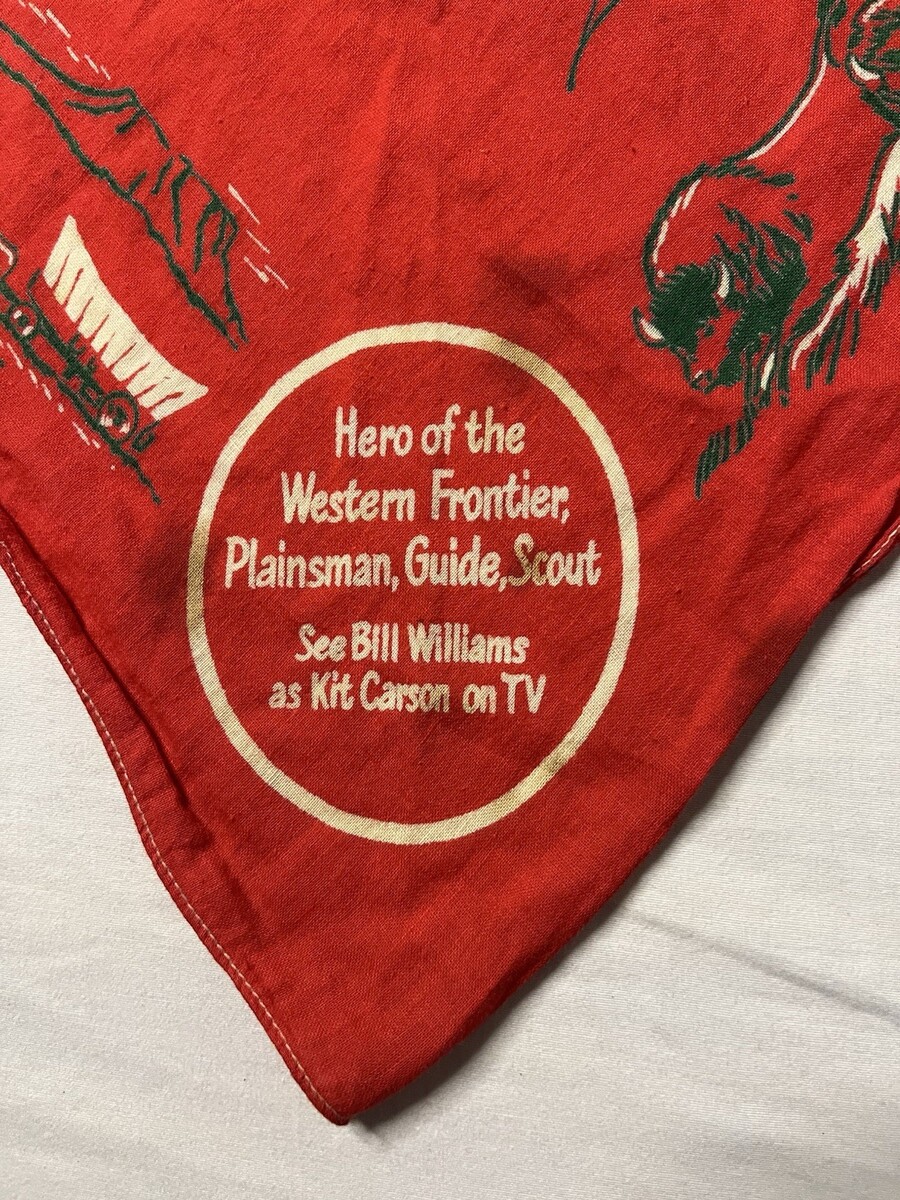 Hero of the
Western Frontier,
Plainsman, Guide, Scout
See Bill Williams
as Kit Carson on TV